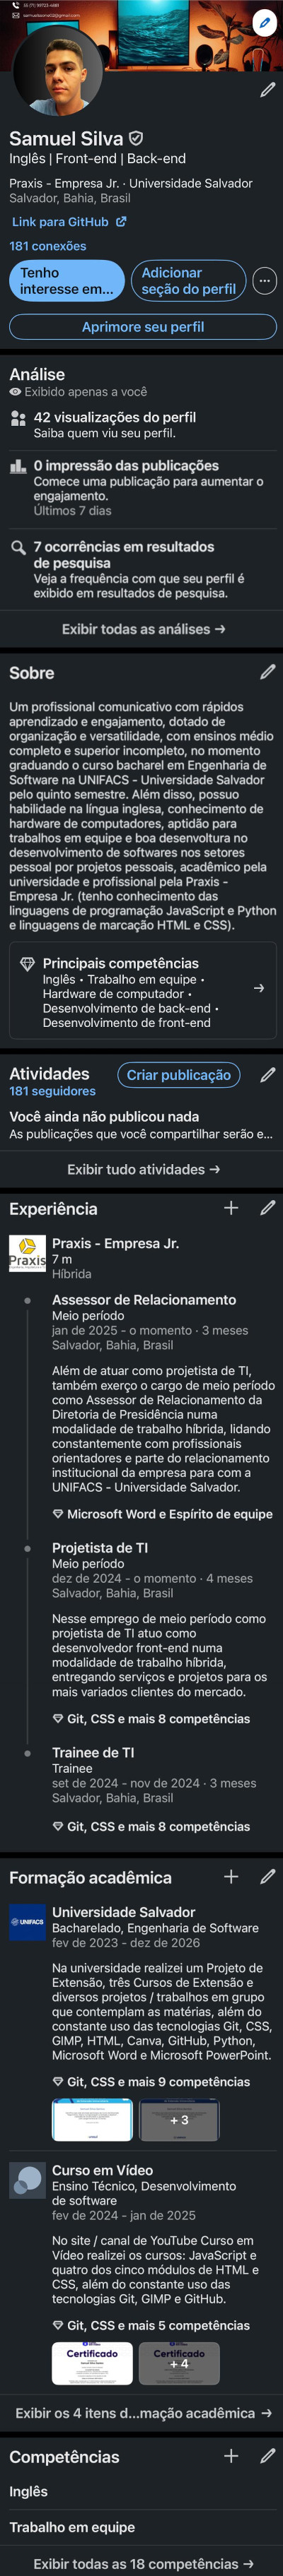 samuelsons123@gmail.com
Samuel Silva
Inglês | Front-end | Back-end
Praxis - Empresa Jr. · Universidade Salvador
Salvador, Bahia, Brasil
Link para GitHub
181 conexões
Tenho
interesse em...
Adicionar
seção do perfil
Aprimore seu perfil
Análise
Exibido apenas a você
42 visualizações do perfil
Saiba quem viu seu perfil.
0 impressão das publicações
Comece uma publicação para aumentar o
engajamento.
Últimos 7 dias
7 ocorrências em resultados
de pesquisa
Veja a frequência com que seu perfil é
exibido em resultados de pesquisa.
Exibir todas as análises →
Sobre
Um profissional comunicativo com rápidos
aprendizado e engajamento, dotado de
organização e versatilidade, com ensinos médio
completo e superior incompleto, no momento
graduando o curso bacharel em Engenharia de
Software na UNIFACS - Universidade Salvador
pelo quinto semestre. Além disso, possuo
habilidade na língua inglesa, conhecimento de
hardware de computadores, aptidão para
trabalhos em equipe e boa desenvoltura no
desenvolvimento de softwares nos setores
pessoal por projetos pessoais, acadêmico pela
universidade e profissional pela Praxis -
Empresa Jr. (tenho conhecimento das
linguagens de programação JavaScript e Python
e linguagens de marcação HTML e CSS).
Principais competências
Inglês • Trabalho em equipe •
Hardware de computador •
Desenvolvimento de back-end •
Desenvolvimento de front-end
Atividades
181 seguidores
Criar publicação
Você ainda não publicou nada
As publicações que você compartilhar serão e...
Exibir tudo atividades →
Experiência
Praxis
Praxis - Empresa Jr.
7 m
Híbrida
Assessor de Relacionamento
Meio período
jan de 2025 - o momento · 3 meses
Salvador, Bahia, Brasil
Além de atuar como projetista de TI,
também exerço o cargo de meio período
como Assessor de Relacionamento da
Diretoria de Presidência numa
modalidade de trabalho híbrida, lidando
constantemente com profissionais
orientadores e parte do relacionamento
institucional da empresa para com a
UNIFACS - Universidade Salvador.
Microsoft Word e Espírito de equipe
Projetista de TI
Meio período
dez de 2024 - o momento · 4 meses
Salvador, Bahia, Brasil
Nesse emprego de meio período como
projetista de TI atuo como
desenvolvedor front-end numa
modalidade de trabalho híbrida,
entregando serviços e projetos para os
mais variados clientes do mercado.
Git, CSS e mais 8 competências
Trainee de TI
Trainee
set de 2024 - nov de 2024 · 3 meses
Salvador, Bahia, Brasil
Git, CSS e mais 8 competências
Formação acadêmica
UNIFACS
Universidade Salvador
Bacharelado, Engenharia de Software
fev de 2023 - dez de 2026
Na universidade realizei um Projeto de
Extensão, três Cursos de Extensão e
diversos projetos / trabalhos em grupo
que contemplam as matérias, além do
constante uso das tecnologias Git, CSS,
GIMP, HTML, Canva, GitHub, Python,
Microsoft Word e Microsoft PowerPoint.
Git, CSS e mais 9 competências
+ 3
Curso em Vídeo
Ensino Técnico, Desenvolvimento
de software
fev de 2024 - jan de 2025
No site / canal de YouTube Curso em
Vídeo realizei os cursos: JavaScript e
quatro dos cinco módulos de HTML e
CSS, além do constante uso das
tecnologias Git, GIMP e GitHub.
Git, CSS e mais 5 competências
Certificado
Certificado
+ 4
Exibir os 4 itens d...mação acadêmica →
Competências
Inglês
Trabalho em equipe
Exibir todas as 18 competências →